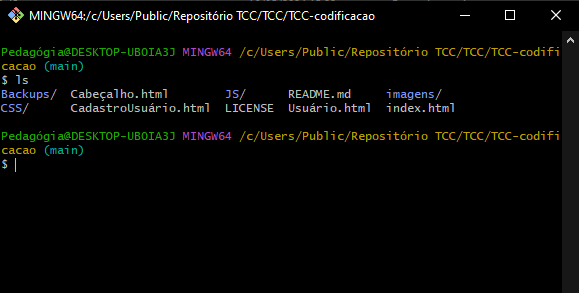 MINGW64:/c/Users/Public/Repositório TCC/TCC/TCC-codificacao
Pedagógia@DESKTOP-UBOIA3J MINGW64 /c/Users/Public/Repositório TCC/TCC/TCC-codifi
cacao (main)
$ ls
Backups/  Cabeçalho.html        JS/      README.md     imagens/
CSS/      CadastroUsuário.html  LICENSE  Usuário.html  index.html
Pedagógia@DESKTOP-UBOIA3J MINGW64 /c/Users/Public/Repositório TCC/TCC/TCC-codifi
cacao (main)
$